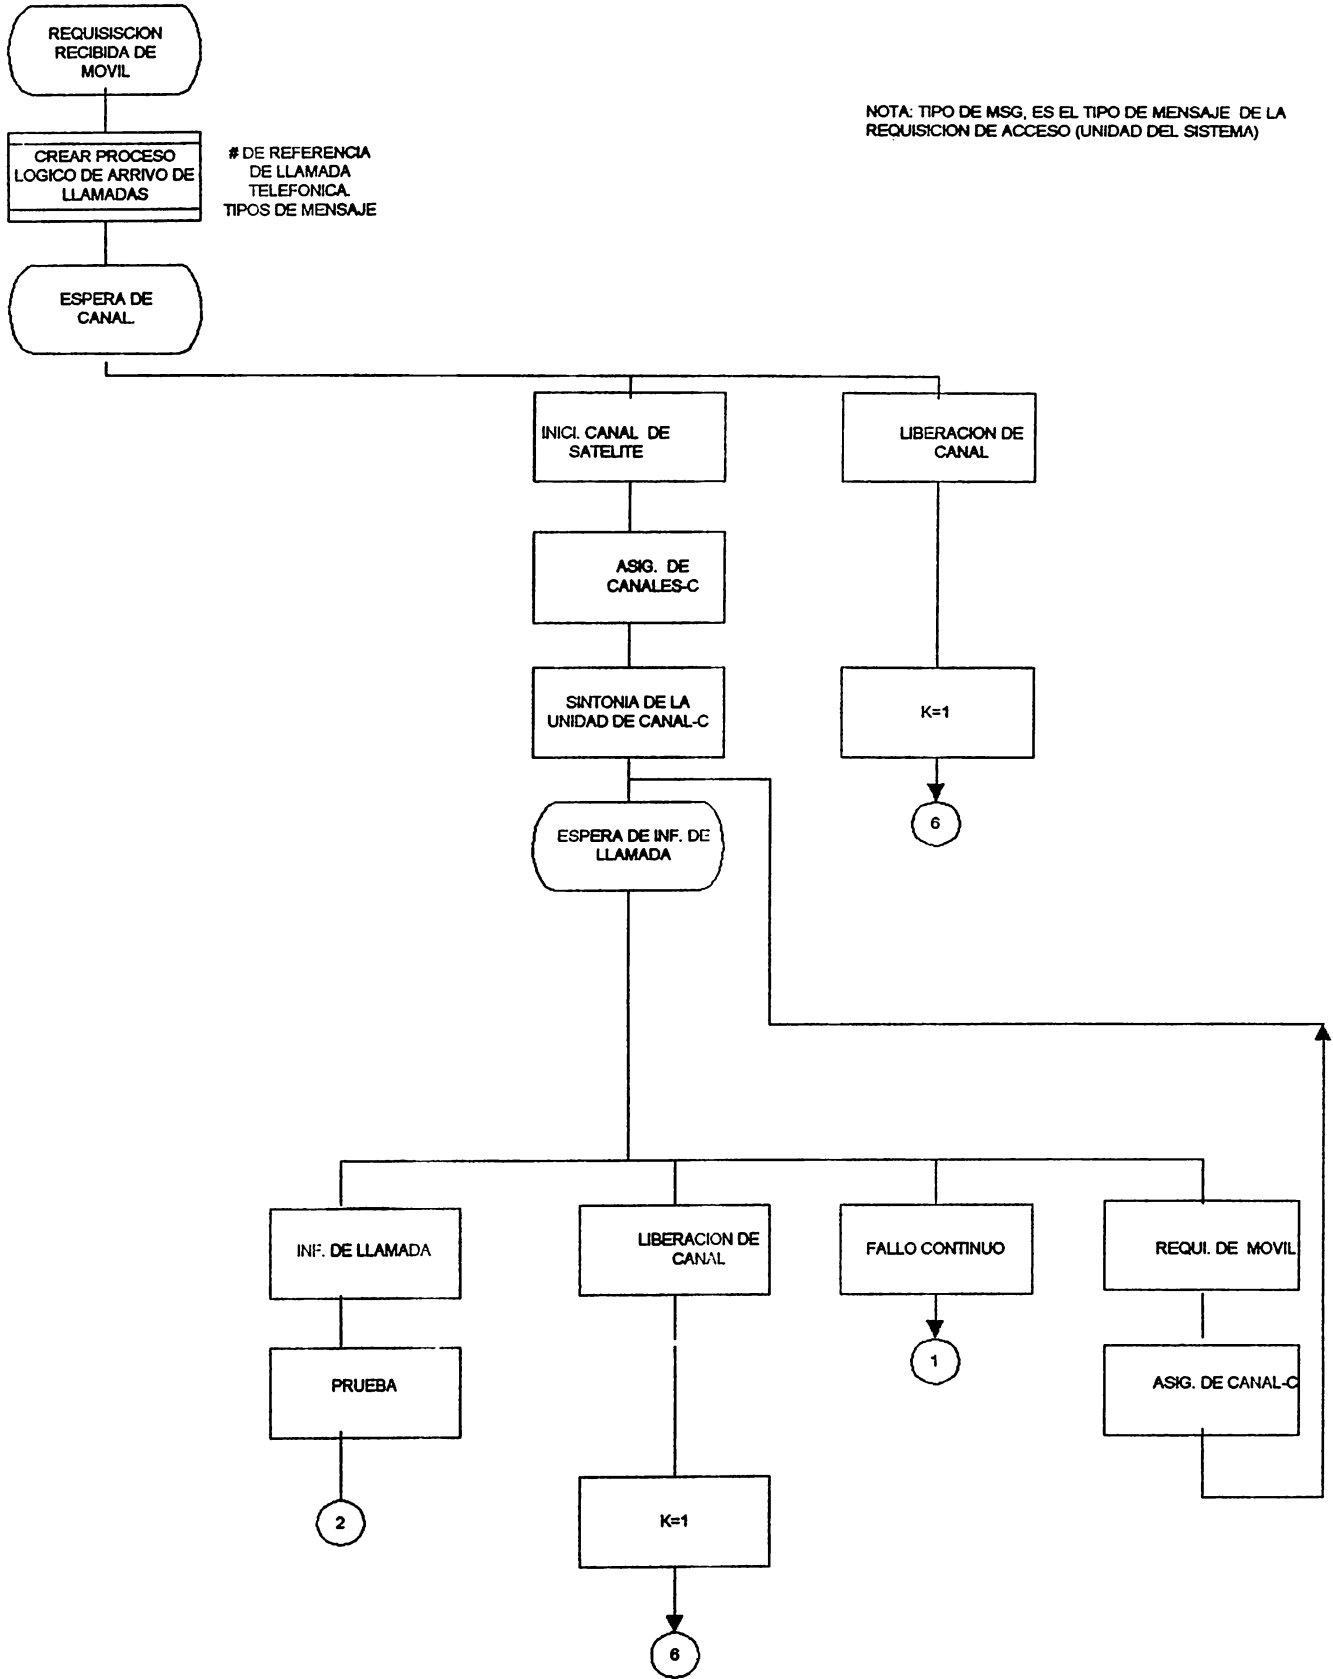 REQUISISCION
RECIBIDA DE
MOVIL
NOTA: TIPO DE MSG, ES EL TIPO DE MENSAJE DE LA
REQUISICION DE ACCESO (UNIDAD DEL SISTEMA)
CREAR PROCESO
LOGICO DE ARRIVO DE
LLAMADAS
# DE REFERENCIA
DE LLAMADA
TELEFONICA.
TIPOS DE MENSAJE
ESPERA DE
CANAL.
INICI. CANAL DE
SATELITE
LIBERACION DE
CANAL
ASIG. DE
CANALES-C
SINTONIA DE LA
UNIDAD DE CANAL-C
K=1
6
ESPERA DE INF. DE
LLAMADA
INF. DE LLAMADA
LIBERACION DE
CANAL
FALLO CONTINUO
REQUI. DE MOVIL
PRUEBA
1
ASIG. DE CANAL-C
2
K=1
6